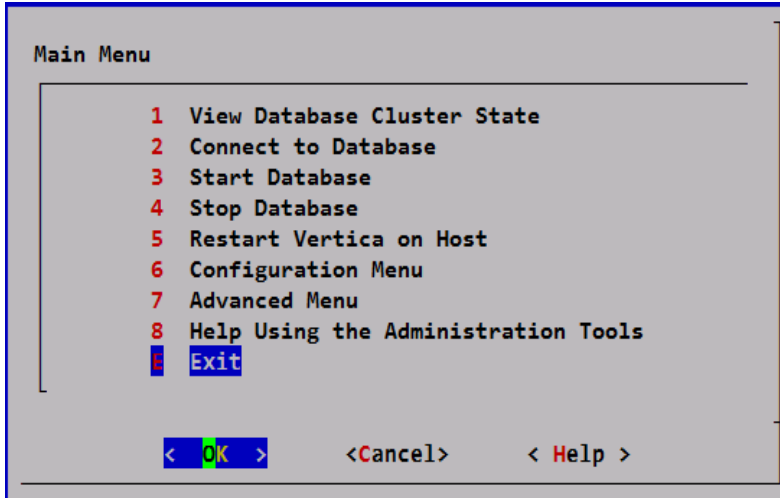 Main Menu
1 View Database Cluster State
2 Connect to Database
3 Start Database
4 Stop Database
5 Restart Vertica on Host
6 Configuration Menu
7 Advanced Menu
8 Help Using the Administration Tools
E Exit
< OK > <Cancel> < Help >